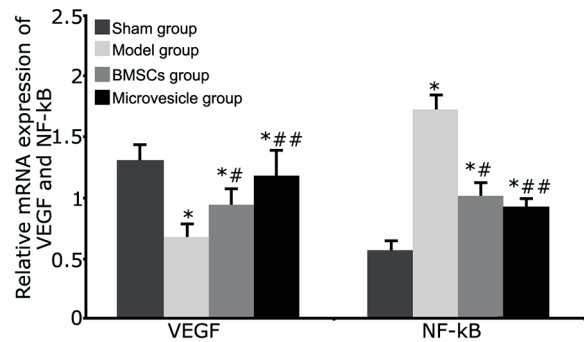 Relative mRNA expression of
VEGF and NF-kB
2.5
2
1.5
1
0.5
0
Sham group
Model group
BMSCs group
Microvesicle group
*
*#
*##
*
*#
*##
VEGF
NF-kB